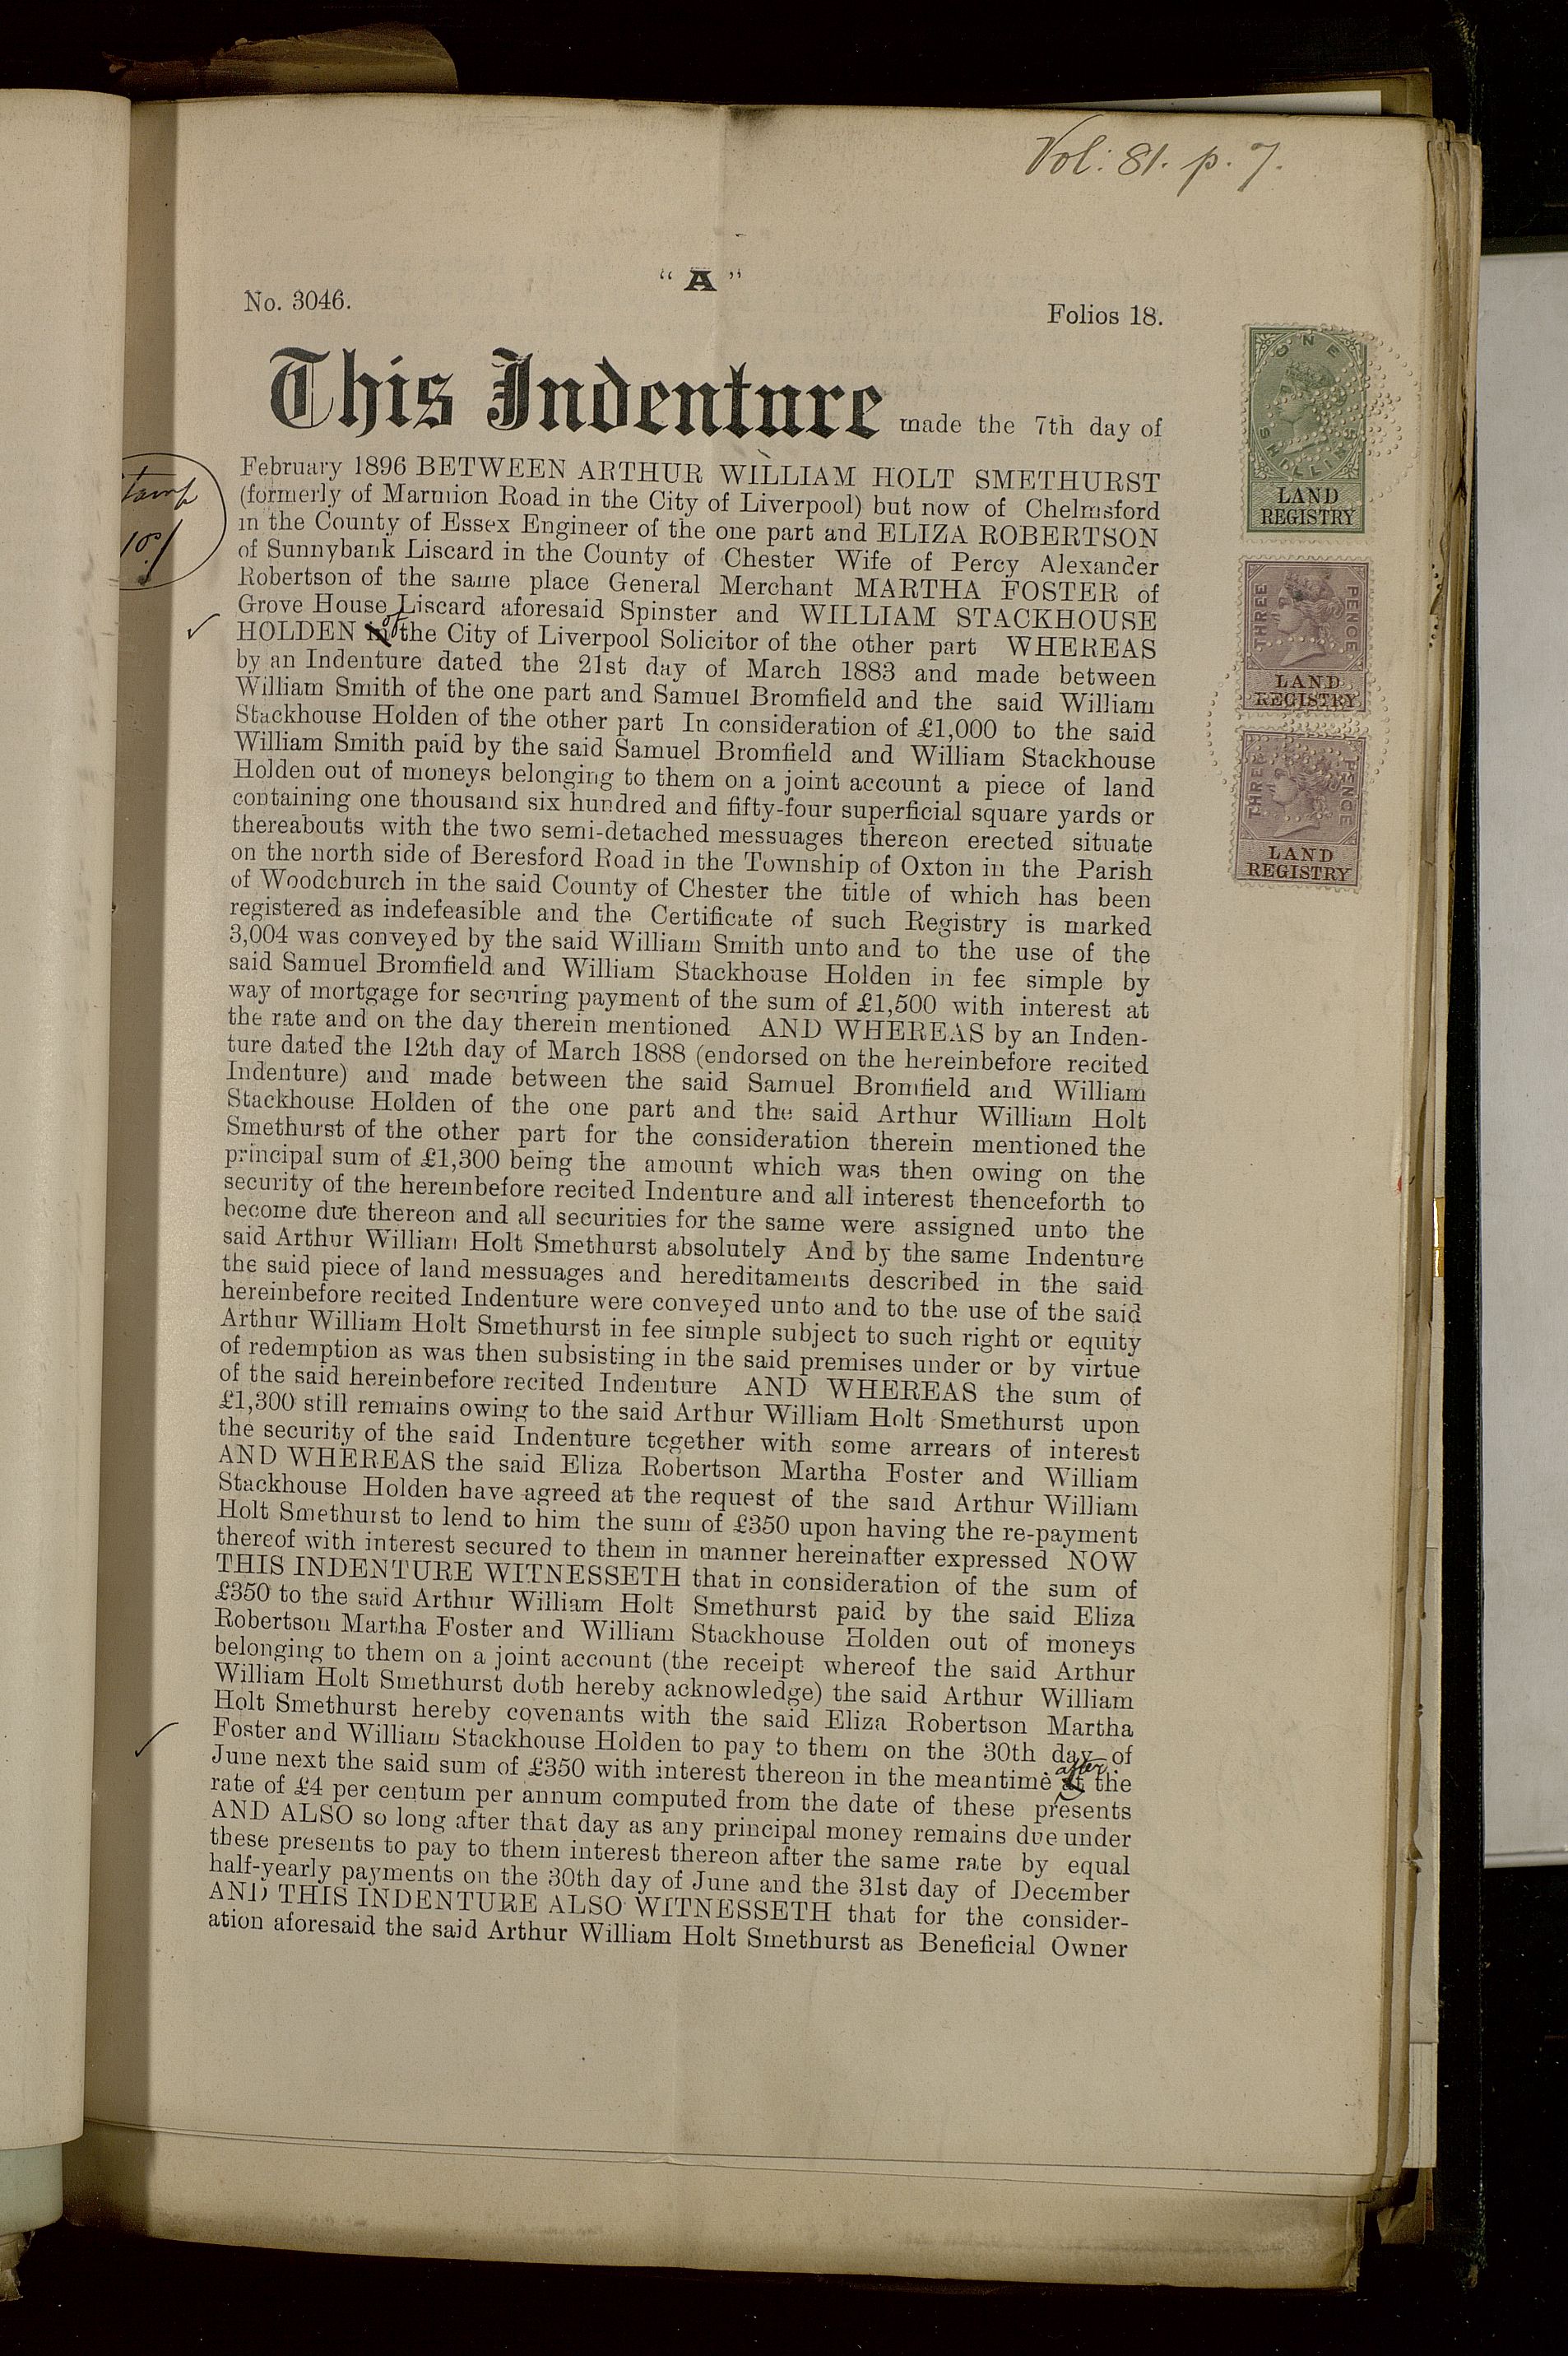 Vol: 81. p. 7.
"A"
No. 3046.
Folios 18.
This Indenture made the 7th day of
February 1896 BETWEEN ARTHUR WILLIAM HOLT SMETHURST
(formerly of Marmion Road in the City of Liverpool) but now of Chelmsford
in the County of Essex Engineer of the one part and ELIZA ROBERTSON
of Sunnybank Liscard in the County of Chester Wife of Percy Alexander
Robertson of the same place General Merchant MARTHA FOSTER of
Grove House Liscard aforesaid Spinster and WILLIAM STACKHOUSE
HOLDEN of the City of Liverpool Solicitor of the other part WHEREAS
by an Indenture dated the 21st day of March 1883 and made between
William Smith of the one part and Samuel Bromfield and the said William
Stackhouse Holden of the other part In consideration of £1,000 to the said
William Smith paid by the said Samuel Bromfield and William Stackhouse
Holden out of moneys belonging to them on a joint account a piece of land
containing one thousand six hundred and fifty-four superficial square yards or
thereabouts with the two semi-detached messuages thereon erected situate
on the north side of Beresford Road in the Township of Oxton in the Parish
of Woodchurch in the said County of Chester the title of which has been
registered as indefeasible and the Certificate of such Registry is marked
3,004 was conveyed by the said William Smith unto and to the use of the
said Samuel Bromfield and William Stackhouse Holden in fee simple by
way of mortgage for securing payment of the sum of £1,500 with interest at
the rate and on the day therein mentioned AND WHEREAS by an Inden-
ture dated the 12th day of March 1888 (endorsed on the hereinbefore recited
Indenture) and made between the said Samuel Bromfield and William
Stackhouse Holden of the one part and the said Arthur William Holt
Smethurst of the other part for the consideration therein mentioned the
principal sum of £1,300 being the amount which was then owing on the
security of the hereinbefore recited Indenture and all interest thenceforth to
become due thereon and all securities for the same were assigned unto the
said Arthur William Holt Smethurst absolutely And by the same Indenture
the said piece of land messuages and hereditaments described in the said
hereinbefore recited Indenture were conveyed unto and to the use of the said
Arthur William Holt Smethurst in fee simple subject to such right or equity
of redemption as was then subsisting in the said premises under or by virtue
of the said hereinbefore recited Indenture AND WHEREAS the sum of
£1,300 still remains owing to the said Arthur William Holt Smethurst upon
the security of the said Indenture together with some arrears of interest
AND WHEREAS the said Eliza Robertson Martha Foster and William
Stackhouse Holden have agreed at the request of the said Arthur William
Holt Smethurst to lend to him the sum of £350 upon having the re-payment
thereof with interest secured to them in manner hereinafter expressed NOW
THIS INDENTURE WITNESSETH that in consideration of the sum of
£350 to the said Arthur William Holt Smethurst paid by the said Eliza
Robertson Martha Foster and William Stackhouse Holden out of moneys
belonging to them on a joint account (the receipt whereof the said Arthur
William Holt Smethurst doth hereby acknowledge) the said Arthur William
Holt Smethurst hereby covenants with the said Eliza Robertson Martha
Foster and William Stackhouse Holden to pay to them on the 30th day of
June next the said sum of £350 with interest thereon in the meantime after the
rate of £4 per centum per annum computed from the date of these presents
AND ALSO so long after that day as any principal money remains due under
these presents to pay to them interest thereon after the same rate by equal
half-yearly payments on the 30th day of June and the 31st day of December
AND THIS INDENTURE ALSO WITNESSETH that for the consider-
ation aforesaid the said Arthur William Holt Smethurst as Beneficial Owner
ONE
SHILLING
LAND
REGISTRY
THREE PENCE
LAND
REGISTRY
THREE PENCE
LAND
REGISTRY